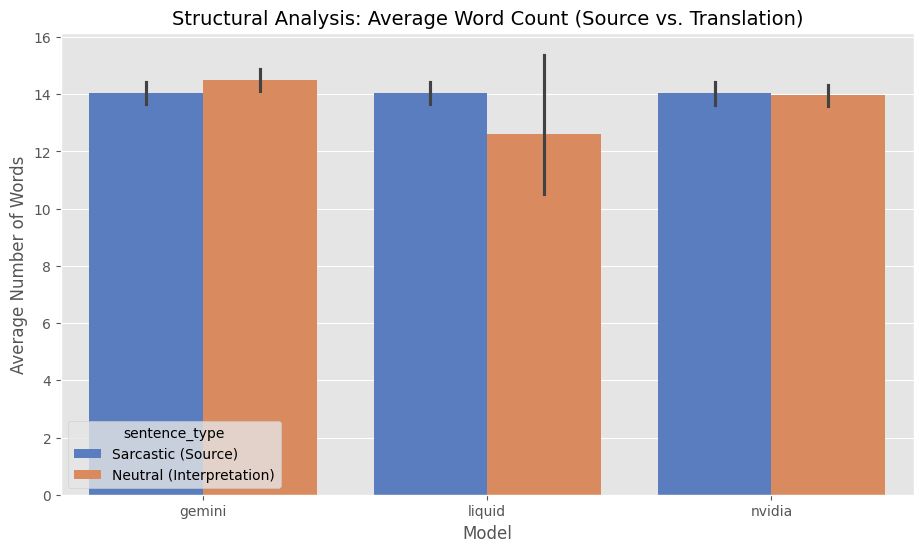 Structural Analysis: Average Word Count (Source vs. Translation)
Average Number of Words
16
14
12
10
8
6
4
2
0
sentence_type
Sarcastic (Source)
Neutral (Interpretation)
gemini
liquid
nvidia
Model